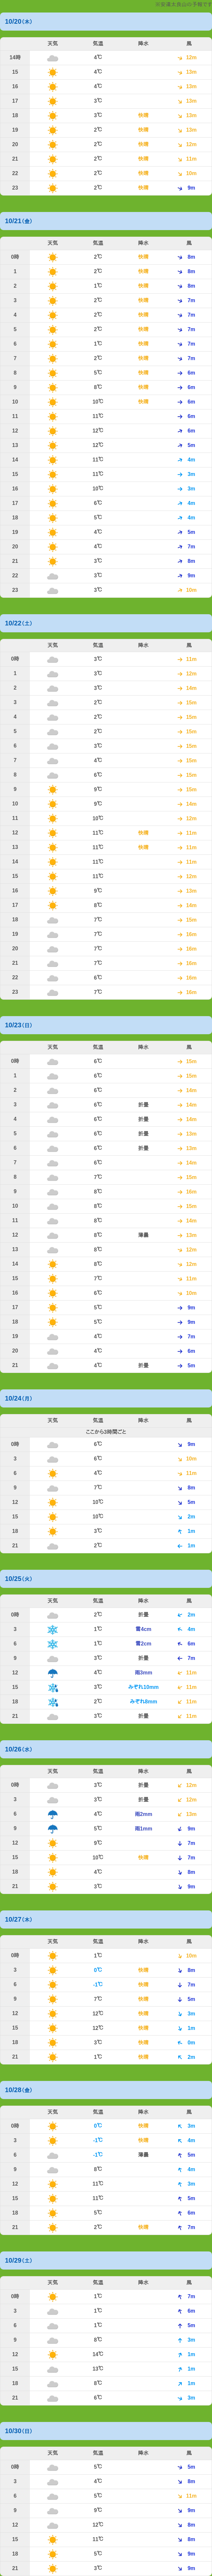 ※安達太良山の予報です
10/20(木)
天気 気温 降水 風
14時 4℃ 12m
15 4℃ 13m
16 4℃ 13m
17 3℃ 13m
18 3℃ 快晴 13m
19 2℃ 快晴 13m
20 2℃ 快晴 12m
21 2℃ 快晴 11m
22 2℃ 快晴 10m
23 2℃ 快晴 9m
10/21(金)
天気 気温 降水 風
0時 2℃ 快晴 8m
1 2℃ 快晴 8m
2 1℃ 快晴 8m
3 2℃ 快晴 7m
4 2℃ 快晴 7m
5 2℃ 快晴 7m
6 1℃ 快晴 7m
7 2℃ 快晴 7m
8 5℃ 快晴 6m
9 8℃ 快晴 6m
10 10℃ 快晴 6m
11 11℃ 6m
12 12℃ 6m
13 12℃ 5m
14 11℃ 4m
15 11℃ 3m
16 10℃ 3m
17 6℃ 4m
18 5℃ 4m
19 4℃ 5m
20 4℃ 7m
21 3℃ 8m
22 3℃ 9m
23 3℃ 10m
10/22(土)
天気 気温 降水 風
0時 3℃ 11m
1 3℃ 12m
2 3℃ 14m
3 2℃ 15m
4 2℃ 15m
5 2℃ 15m
6 3℃ 15m
7 4℃ 15m
8 6℃ 15m
9 9℃ 15m
10 9℃ 14m
11 10℃ 12m
12 11℃ 快晴 11m
13 11℃ 快晴 11m
14 11℃ 11m
15 11℃ 12m
16 9℃ 13m
17 8℃ 14m
18 7℃ 15m
19 7℃ 16m
20 7℃ 16m
21 7℃ 16m
22 6℃ 16m
23 7℃ 16m
10/23(日)
天気 気温 降水 風
0時 6℃ 15m
1 6℃ 15m
2 6℃ 14m
3 6℃ 折曇 14m
4 6℃ 折曇 14m
5 6℃ 折曇 13m
6 6℃ 折曇 13m
7 6℃ 14m
8 7℃ 15m
9 8℃ 16m
10 8℃ 15m
11 8℃ 14m
12 8℃ 薄曇 13m
13 8℃ 12m
14 8℃ 12m
15 7℃ 11m
16 6℃ 10m
17 5℃ 9m
18 5℃ 9m
19 4℃ 7m
20 4℃ 6m
21 4℃ 折曇 5m
10/24(月)
天気 気温 降水 風
ここから3時間ごと
0時 6℃ 9m
3 6℃ 10m
6 4℃ 11m
9 7℃ 8m
12 10℃ 5m
15 10℃ 2m
18 3℃ 1m
21 2℃ 1m
10/25(火)
天気 気温 降水 風
0時 2℃ 折曇 2m
3 1℃ 雪4cm 4m
6 1℃ 雪2cm 6m
9 3℃ 折曇 7m
12 4℃ 雨3mm 11m
15 3℃ みぞれ10mm 11m
18 2℃ みぞれ8mm 11m
21 3℃ 折曇 11m
10/26(水)
天気 気温 降水 風
0時 3℃ 折曇 12m
3 3℃ 折曇 12m
6 4℃ 雨2mm 13m
9 5℃ 雨1mm 9m
12 9℃ 7m
15 10℃ 快晴 7m
18 4℃ 8m
21 3℃ 9m
10/27(木)
天気 気温 降水 風
0時 1℃ 10m
3 0℃ 快晴 8m
6 -1℃ 快晴 7m
9 7℃ 快晴 5m
12 12℃ 快晴 3m
15 12℃ 快晴 1m
18 3℃ 快晴 0m
21 1℃ 快晴 2m
10/28(金)
天気 気温 降水 風
0時 0℃ 快晴 3m
3 -1℃ 快晴 4m
6 -1℃ 薄曇 5m
9 8℃ 4m
12 11℃ 3m
15 11℃ 5m
18 5℃ 6m
21 2℃ 快晴 7m
10/29(土)
天気 気温 降水 風
0時 1℃ 7m
3 1℃ 6m
6 1℃ 5m
9 8℃ 3m
12 14℃ 1m
15 13℃ 1m
18 8℃ 1m
21 6℃ 3m
10/30(日)
天気 気温 降水 風
0時 5℃ 5m
3 4℃ 8m
6 5℃ 11m
9 9℃ 9m
12 12℃ 8m
15 11℃ 8m
18 5℃ 9m
21 3℃ 9m